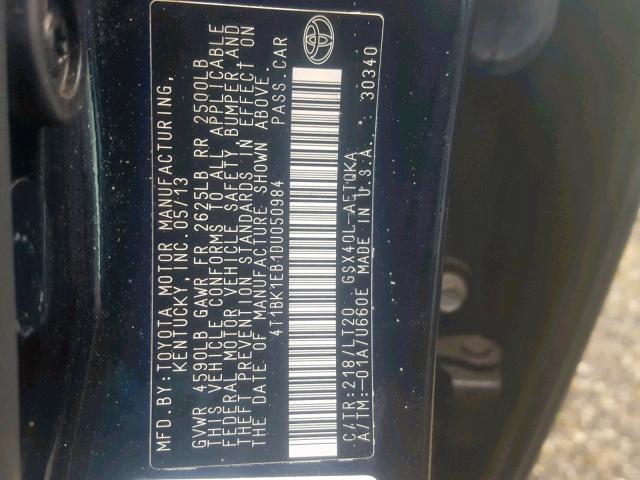 MFD.BY:TOYOTA MOTOR MANUFACTURING,
KENTUCKY, INC. 05/13
GVWR 4590LB GAWR FR 2625LB RR 2500LB
THIS VEHICLE CONFORMS TO ALL APPLICABLE
FEDERAL MOTOR VEHICLE SAFETY, BUMPER, AND
THEFT PREVENTION STANDARDS IN EFFECT ON
THE DATE OF MANUFACTURE SHOWN ABOVE.
4T1BK1EB1DU050984 PASS.CAR
C/TR:218/LT20 GSX40L-AETQKA
A/TM:-01A/U660E MADE IN U.S.A. 30340